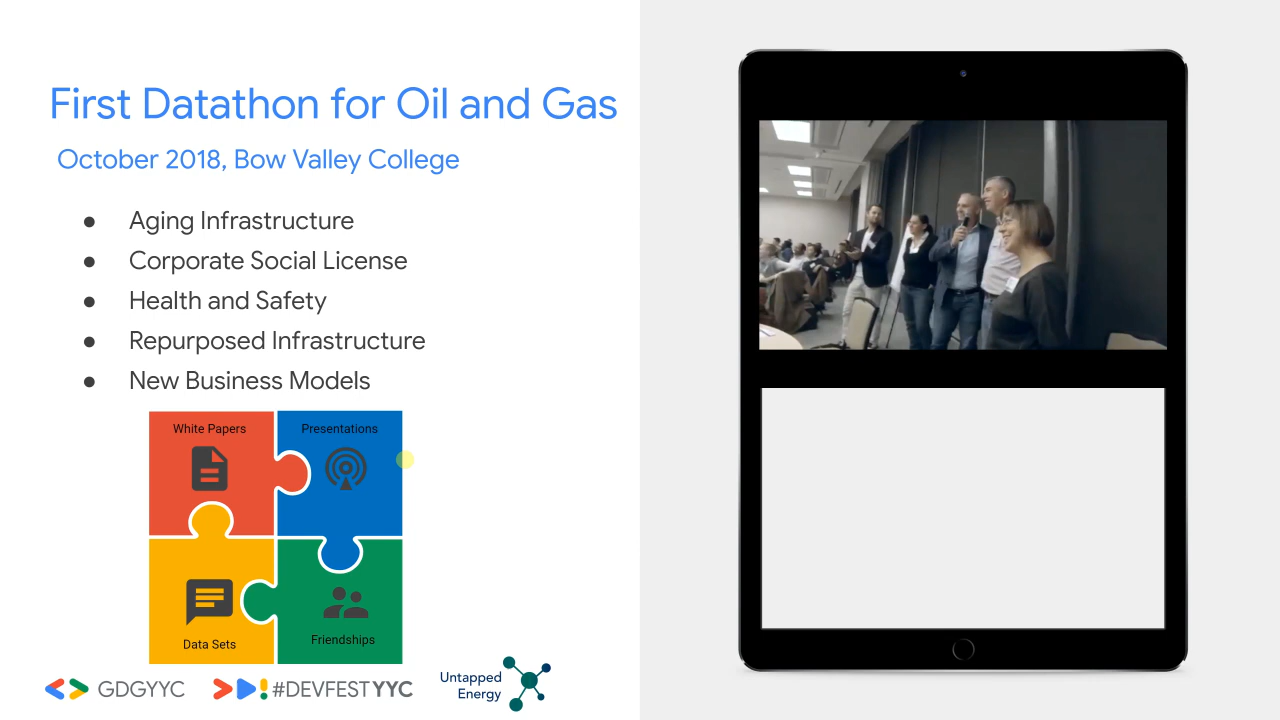 First Datathon for Oil and Gas
October 2018, Bow Valley College
● Aging Infrastructure
● Corporate Social License
● Health and Safety
● Repurposed Infrastructure
● New Business Models
White Papers
Presentations
Data Sets
Friendships
GDGYYC
#DEVFESTYYC
Untapped
Energy